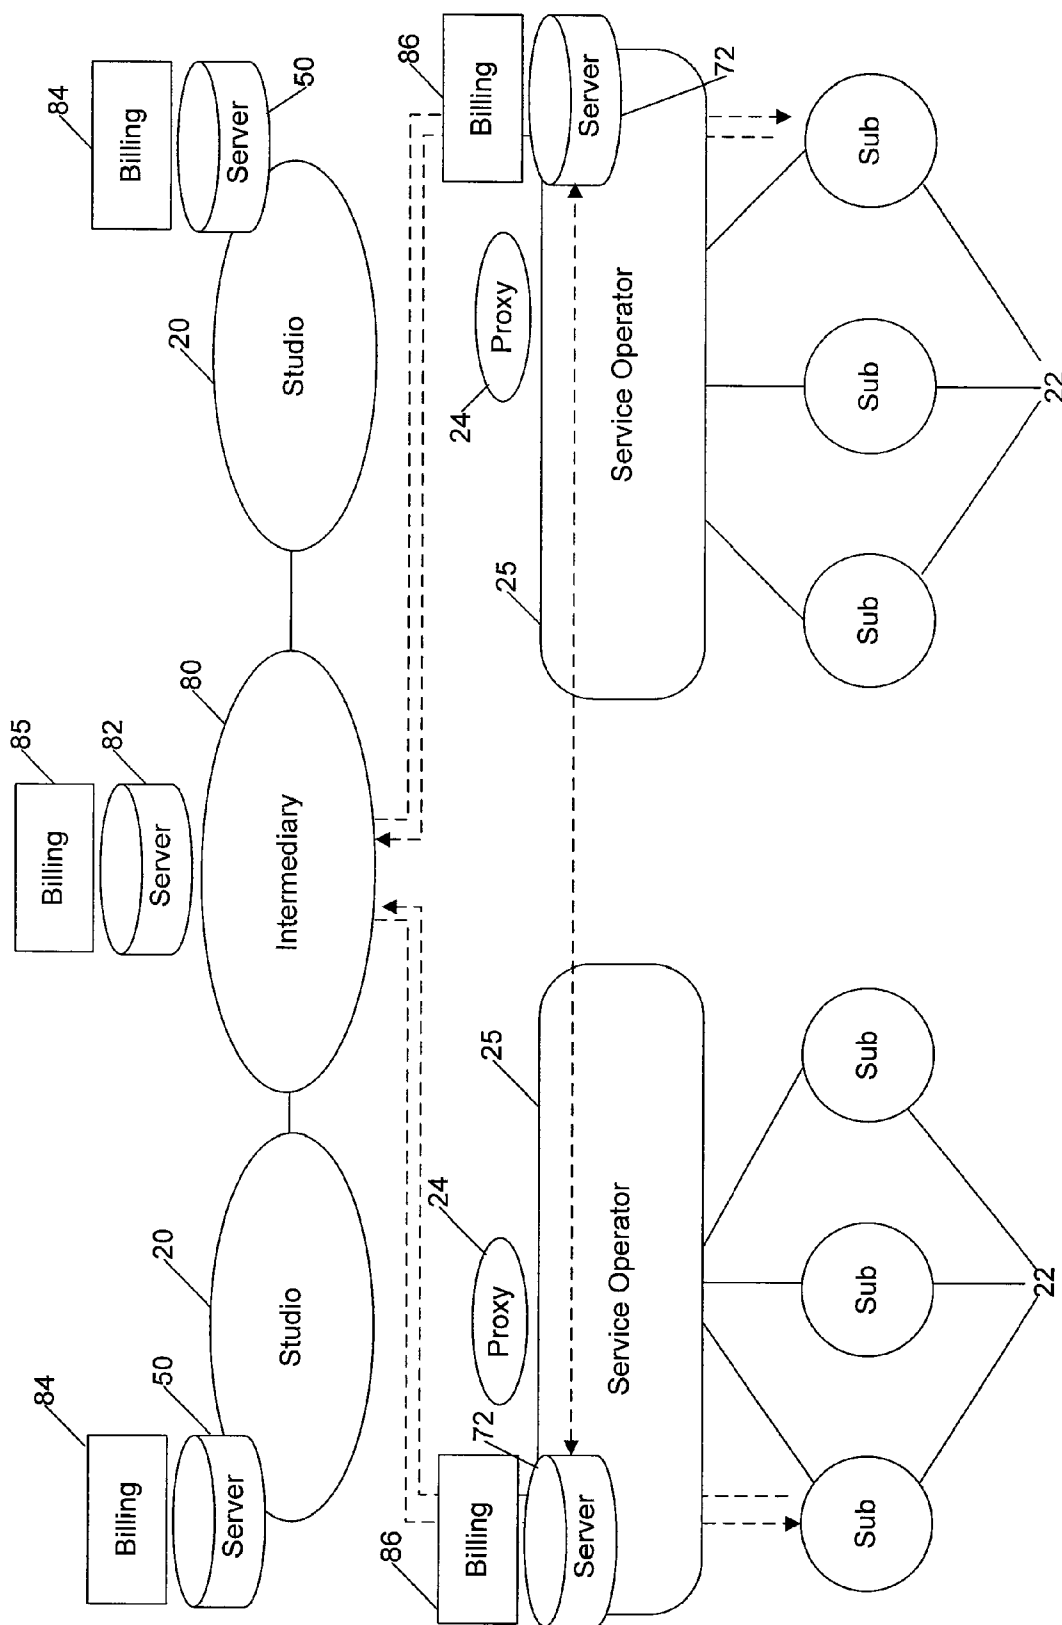 85
Billing
82
Server
84
Billing
50
Server
20
Studio
80
Intermediary
20
Studio
84
Billing
50
Server
86
Billing
72
Server
24
Proxy
25
Service Operator
24
Proxy
25
Service Operator
86
Billing
72
Server
Sub
Sub
Sub
22
Sub
Sub
Sub
22